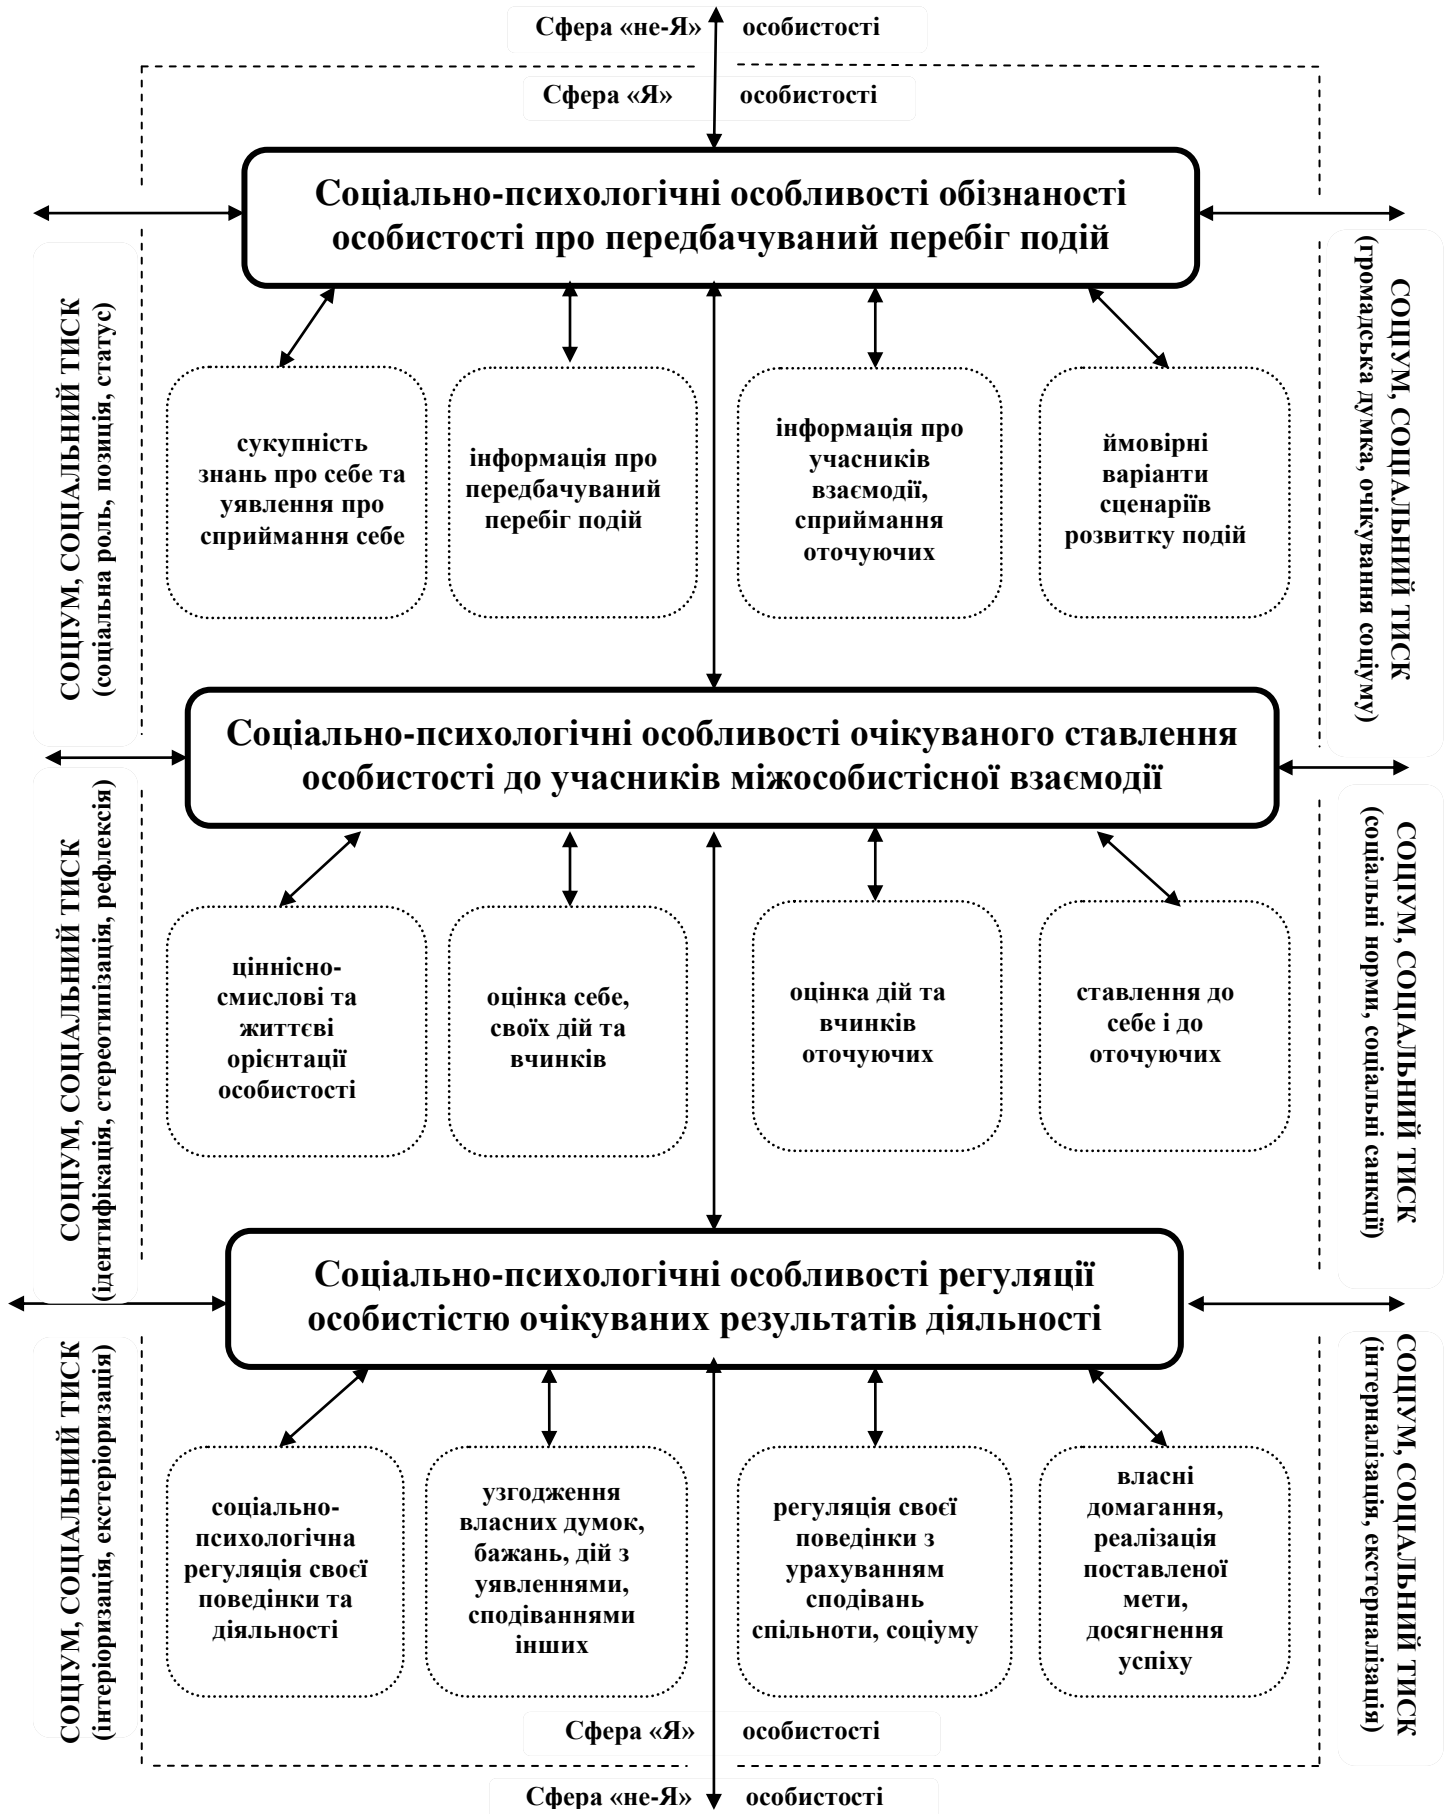 Сфера «не-Я» особистості
Сфера «Я» особистості
Соціально-психологічні особливості обізнаності
особистості про передбачуваний перебіг подій
СОЦІУМ, СОЦІАЛЬНИЙ ТИСК
(соціальна роль, позиція, статус)
сукупність
знань про себе та
уявлення про
сприймання себе
інформація про
передбачуваний
перебіг подій
інформація про
учасників
взаємодії,
сприймання
оточуючих
ймовірні
варіанти
сценаріїв
розвитку подій
СОЦІУМ, СОЦІАЛЬНИЙ ТИСК
(громадська думка, очікування соціуму)
Соціально-психологічні особливості очікуваного ставлення
особистості до учасників міжособистісної взаємодії
СОЦІУМ, СОЦІАЛЬНИЙ ТИСК
(ідентифікація, стереотипізація, рефлексія)
ціннісно-
смислові та
життєві
орієнтації
особистості
оцінка себе,
своїх дій та
вчинків
оцінка дій та
вчинків
оточуючих
ставлення до
себе і до
оточуючих
СОЦІУМ, СОЦІАЛЬНИЙ ТИСК
(соціальні норми, соціальні санкції)
Соціально-психологічні особливості регуляції
особистістю очікуваних результатів діяльності
СОЦІУМ, СОЦІАЛЬНИЙ ТИСК
(інтеріоризація, екстеріоризація)
соціально-
психологічна
регуляція своєї
поведінки та
діяльності
узгодження
власних думок,
бажань, дій з
уявленнями,
сподіваннями
інших
регуляція своєї
поведінки з
урахуванням
сподівань
спільноти, соціуму
власні
домагання,
реалізація
поставленої
мети,
досягнення
успіху
СОЦІУМ, СОЦІАЛЬНИЙ ТИСК
(інтерналізація, екстерналізація)
Сфера «Я» особистості
Сфера «не-Я» особистості